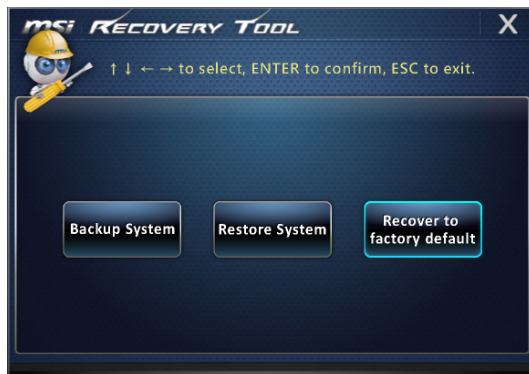 msi RECOVERY TOOL X
↑ ↓ ← → to select, ENTER to confirm, ESC to exit.
Backup System
Restore System
Recover to
factory default